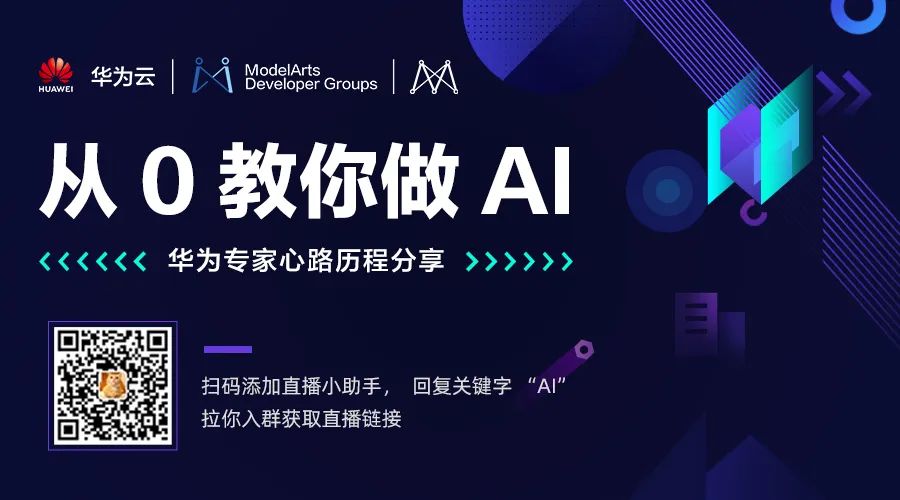 HUAWEI
华为云
ModelArts
Developer Groups
从 0 教你做 AI
华为专家心路历程分享
扫码添加直播小助手， 回复关键字 “AI”
拉你入群获取直播链接